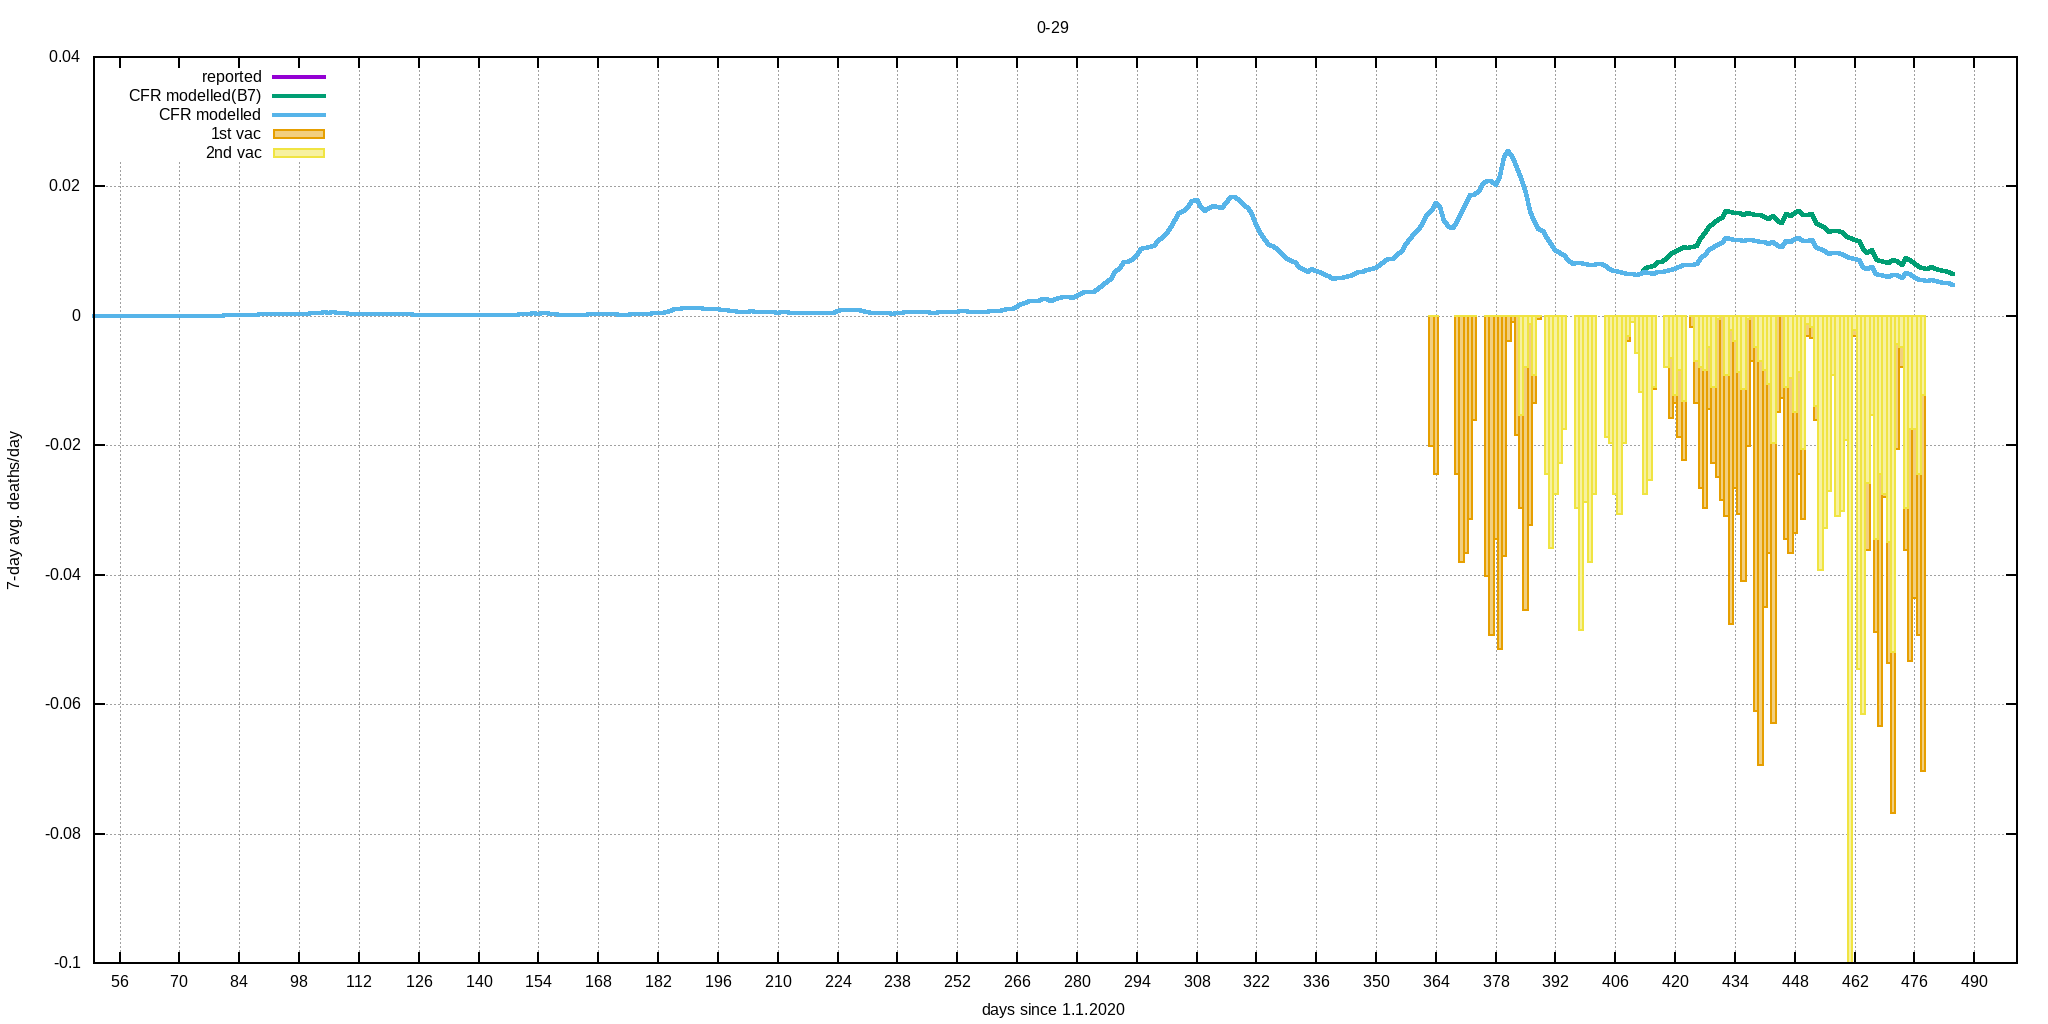 0-29
0.04
0.02
0
-0.02
-0.04
-0.06
-0.08
-0.1
7-day avg. deaths/day
reported
CFR modelled(B7)
CFR modelled
1st vac
2nd vac
56 70 84 98 112 126 140 154 168 182 196 210 224 238 252 266 280 294 308 322 336 350 364 378 392 406 420 434 448 462 476 490
days since 1.1.2020